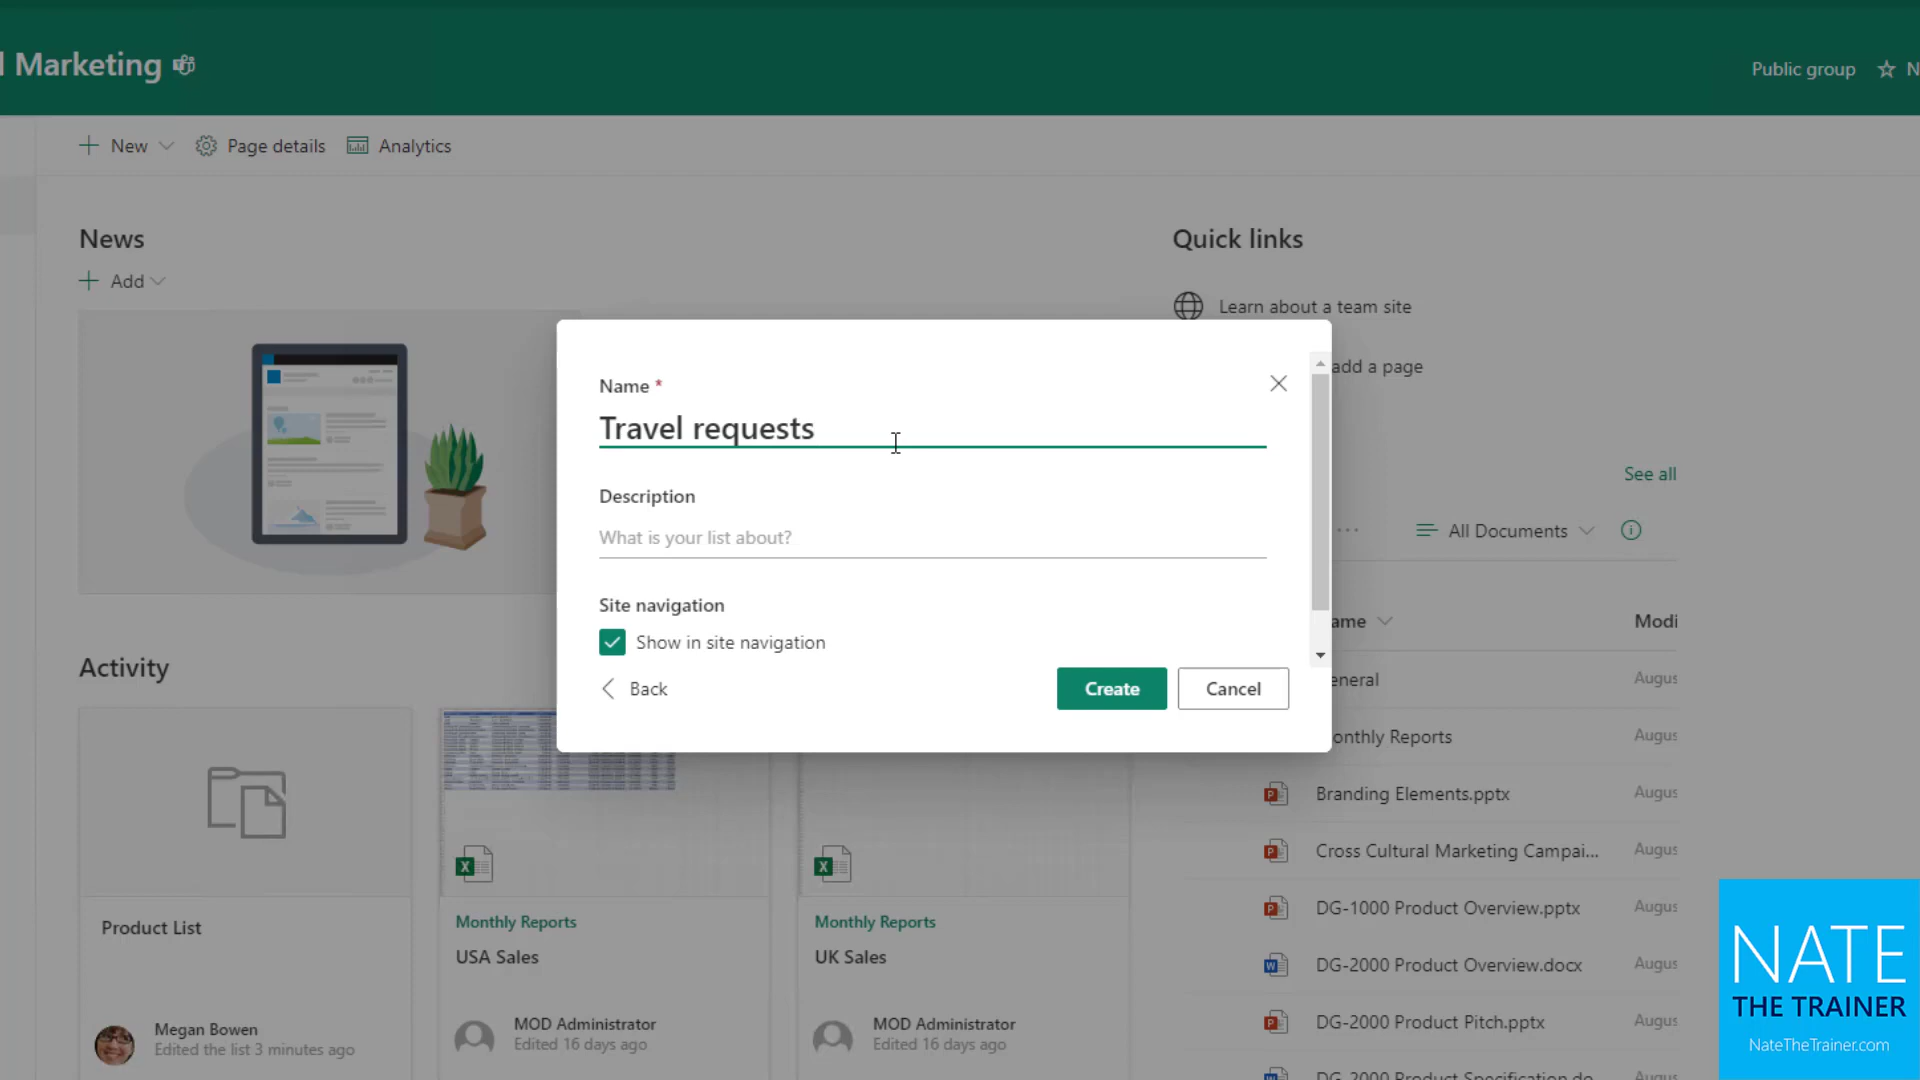 Marketing
Public group
New
Page details
Analytics
News
Add
Quick links
Learn about a team site
add a page
Name *
Travel requests
Description
What is your list about?
Site navigation
Show in site navigation
Back
Create
Cancel
See all
All Documents
ame
Modi
eneral
Augus
onthly Reports
Augus
Branding Elements.pptx
Augus
Cross Cultural Marketing Campai...
Augus
DG-1000 Product Overview.pptx
Augus
DG-2000 Product Overview.docx
Augus
DG-2000 Product Pitch.pptx
Augus
Activity
Product List
Megan Bowen
Edited the list 3 minutes ago
Monthly Reports
USA Sales
MOD Administrator
Edited 16 days ago
Monthly Reports
UK Sales
MOD Administrator
Edited 16 days ago
NATE
THE TRAINER
NateTheTrainer.com